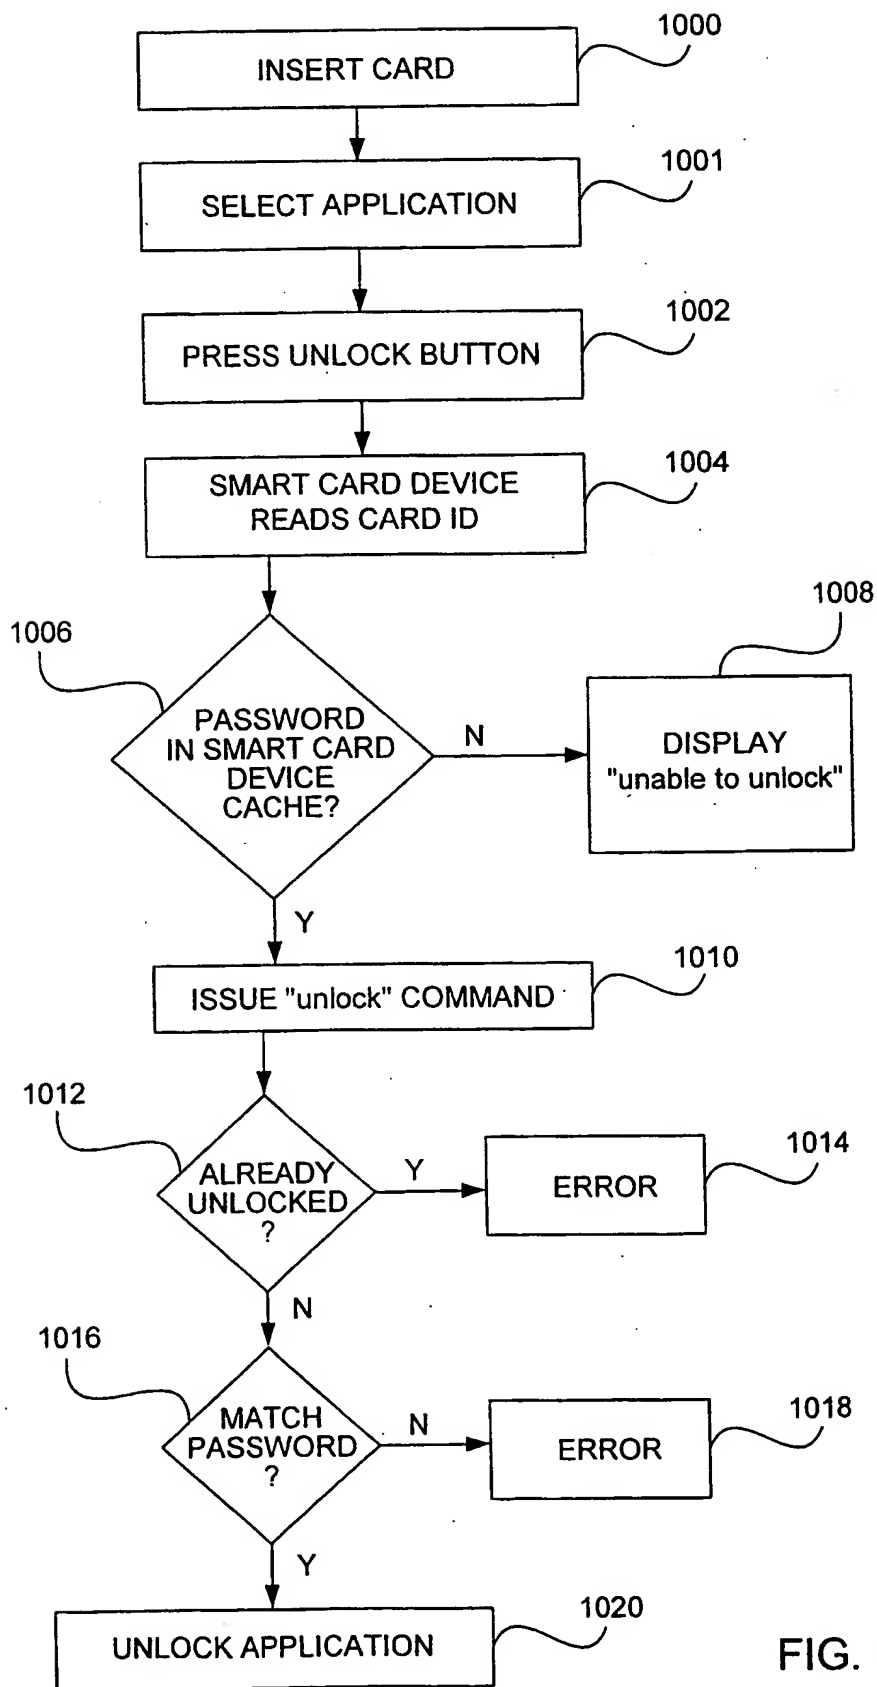 1000
INSERT CARD
1001
SELECT APPLICATION
1002
PRESS UNLOCK BUTTON
1004
SMART CARD DEVICE
READS CARD ID
1006
1008
PASSWORD
IN SMART CARD
DEVICE
CACHE?
N
DISPLAY
"unable to unlock"
Y
1010
ISSUE "unlock" COMMAND
1012
1014
ALREADY
UNLOCKED
?
Y
ERROR
N
1016
1018
MATCH
PASSWORD
?
N
ERROR
Y
1020
UNLOCK APPLICATION
FIG.